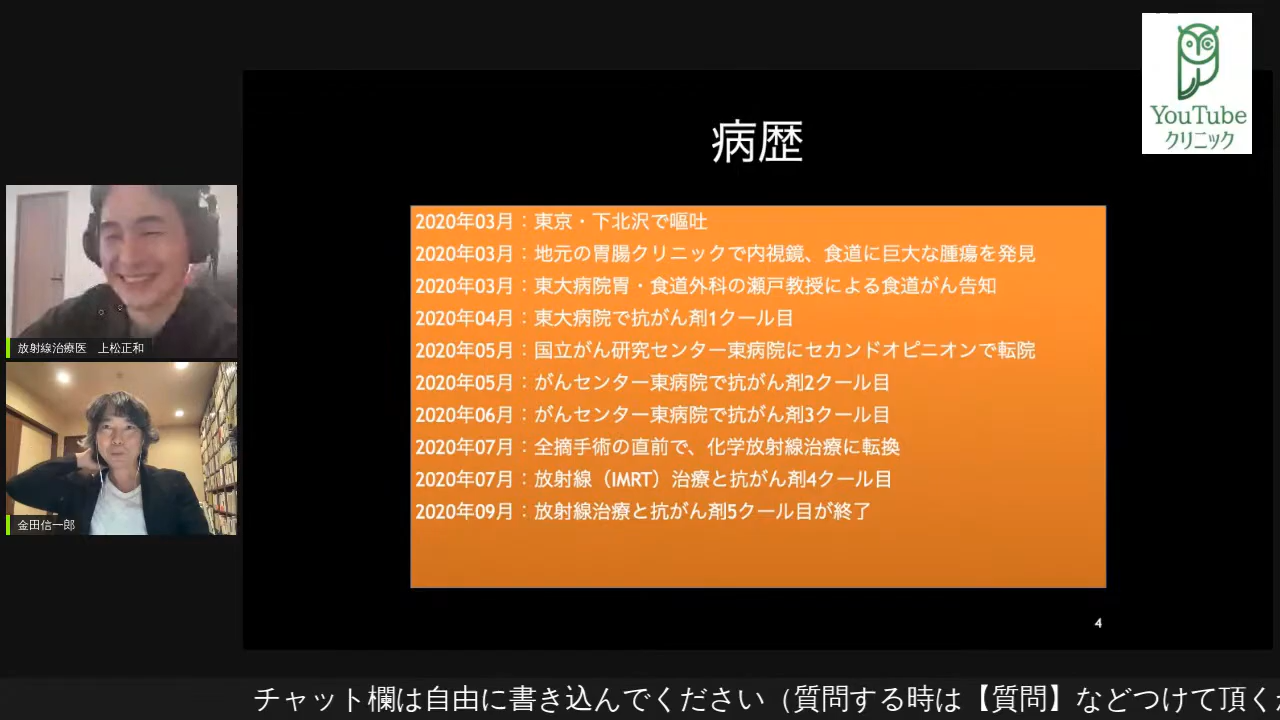 YouTube
クリニック
病歴
2020年03月：東京・下北沢で嘔吐
2020年03月：地元の胃腸クリニックで内視鏡、食道に巨大な腫瘍を発見
2020年03月：東大病院胃・食道外科の瀬戸教授による食道がん告知
2020年04月：東大病院で抗がん剤1クール目
2020年05月：国立がん研究センター東病院にセカンドオピニオンで転院
2020年05月：がんセンター東病院で抗がん剤2クール目
2020年06月：がんセンター東病院で抗がん剤3クール目
2020年07月：全摘手術の直前で、化学放射線治療に転換
2020年07月：放射線（IMRT）治療と抗がん剤4クール目
2020年09月：放射線治療と抗がん剤5クール目が終了
4
放射線治療医　上松正和
金田信一郎
チャット欄は自由に書き込んでください（質問する時は【質問】などつけて頂く